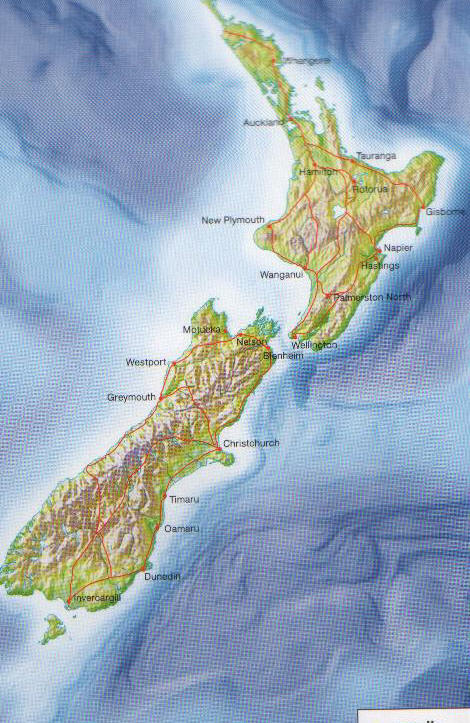 Whangerei
Auckland
Tauranga
Hamilton
Rotorua
Gisborne
New Plymouth
Napier
Hastings
Wanganui
Palmerston North
Motueka
Nelson
Wellington
Blenheim
Westport
Greymouth
Christchurch
Timaru
Oamaru
Dunedin
Invercargill